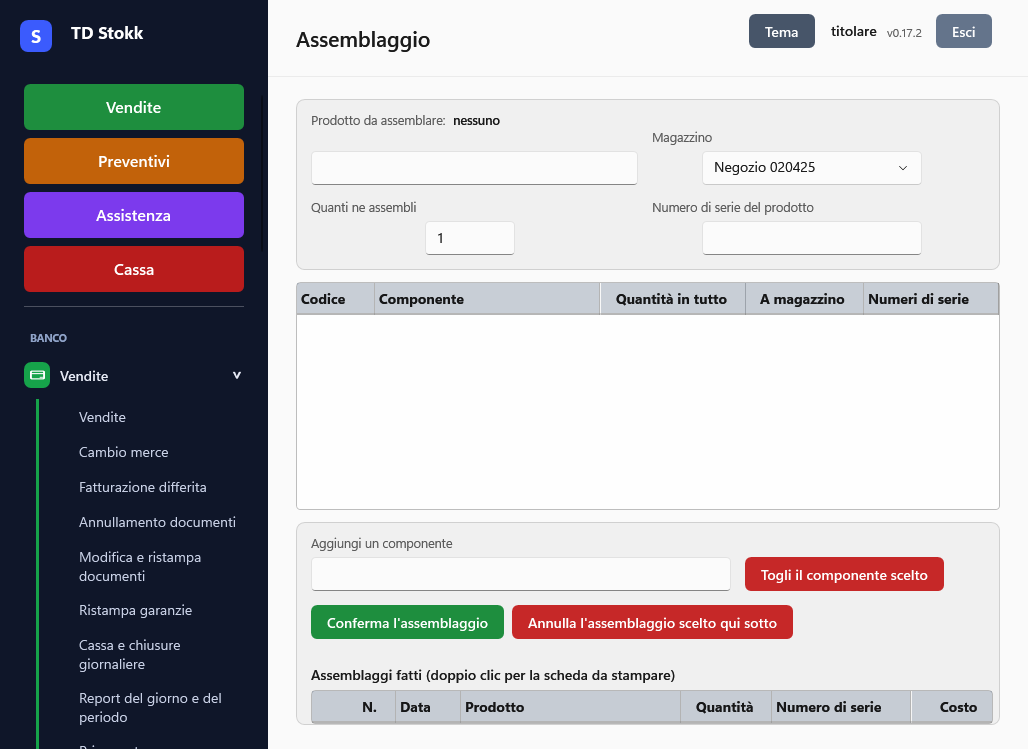 S
TD Stokk
Vendite
Preventivi
Assistenza
Cassa
BANCO
Vendite
Vendite
Cambio merce
Fatturazione differita
Annullamento documenti
Modifica e ristampa
documenti
Ristampa garanzie
Cassa e chiusure
giornaliere
Report del giorno e del
periodo
Assemblaggio
Tema
titolare
v0.17.2
Esci
Prodotto da assemblare: nessuno
Magazzino
Negozio 020425
Quanti ne assembli
Numero di serie del prodotto
1
Codice Componente Quantità in tutto A magazzino Numeri di serie
Aggiungi un componente
Togli il componente scelto
Conferma l'assemblaggio
Annulla l'assemblaggio scelto qui sotto
Assemblaggi fatti (doppio clic per la scheda da stampare)
N. Data Prodotto Quantità Numero di serie Costo